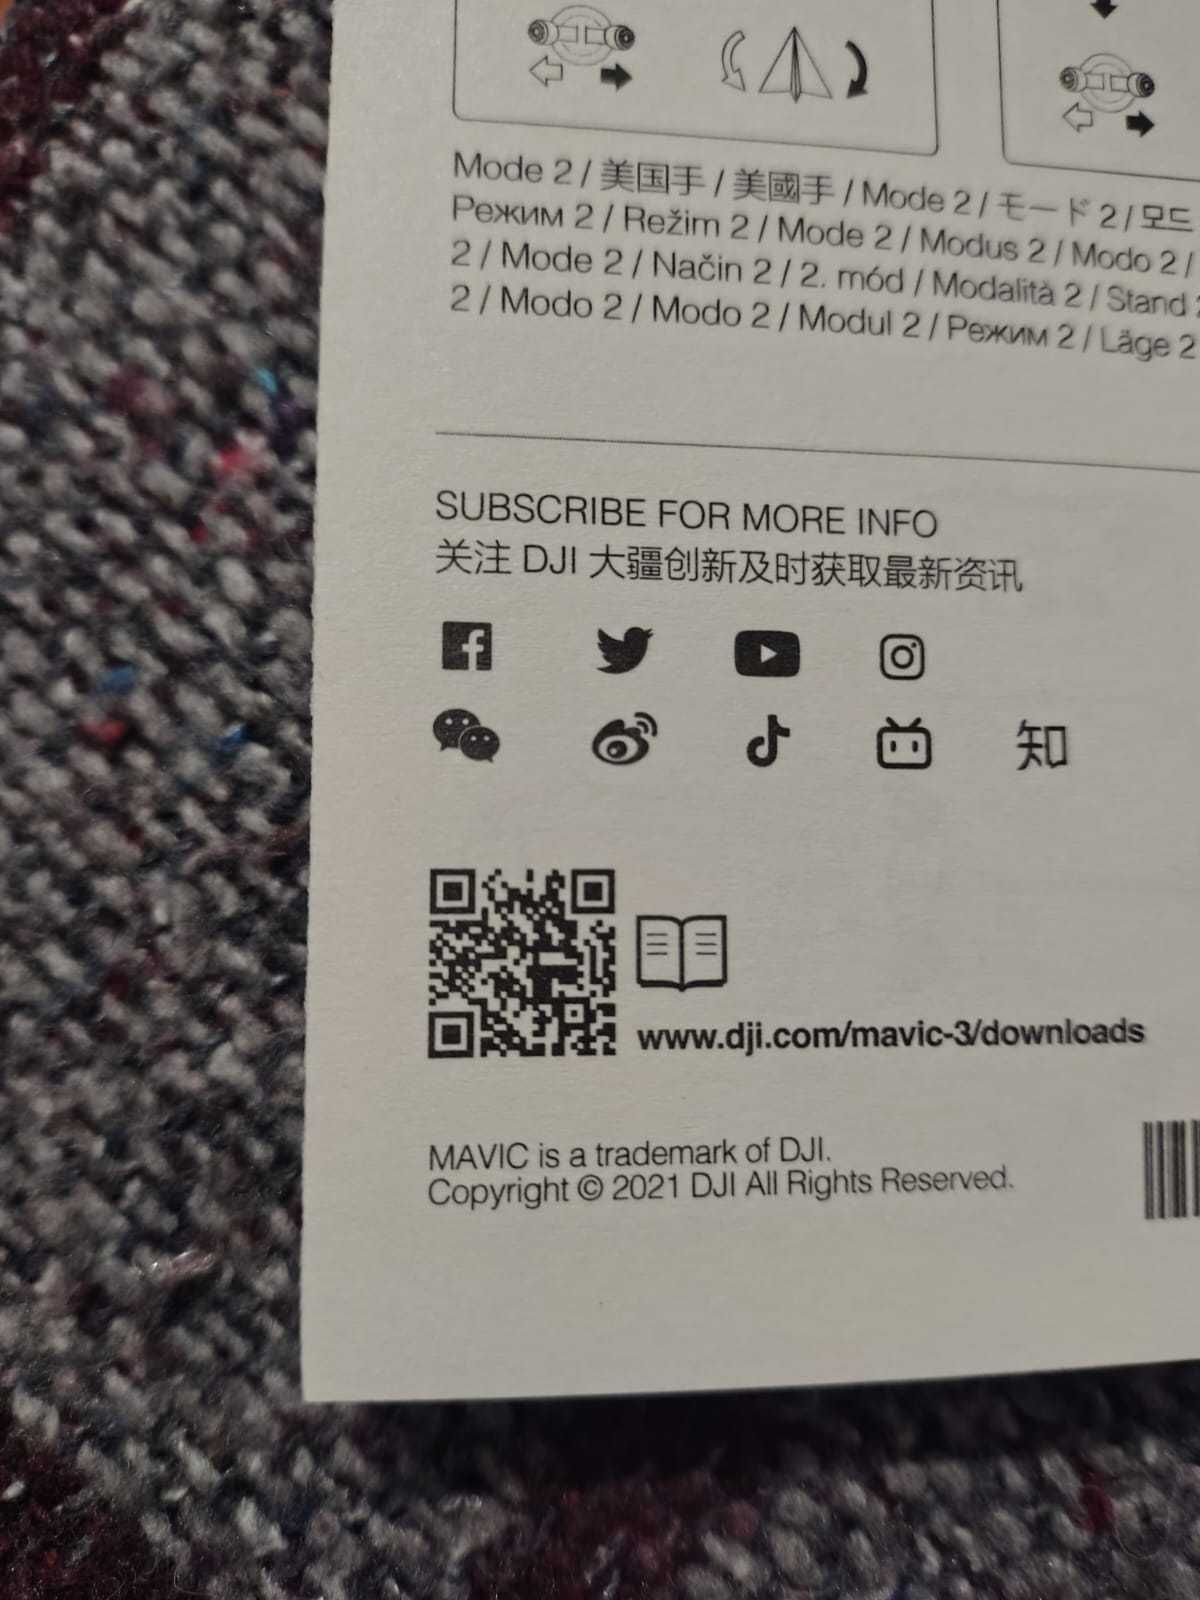 Mode 2 / 美国手 / 美國手 / Mode 2 / モード 2 / 모드
Режим 2 / Režim 2 / Mode 2 / Modus 2 / Modo 2 /
2 / Mode 2 / Način 2 / 2. mód / Modalità 2 / Stand 2
2 / Modo 2 / Modo 2 / Modul 2 / Режим 2 / Läge 2
SUBSCRIBE FOR MORE INFO
关注 DJI 大疆创新及时获取最新资讯
知
www.dji.com/mavic-3/downloads
MAVIC is a trademark of DJI.
Copyright © 2021 DJI All Rights Reserved.